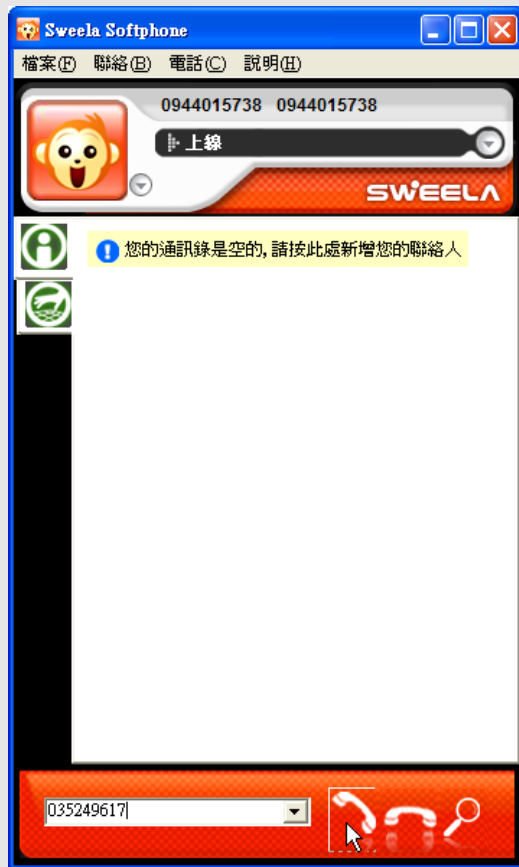 Sweela Softphone
檔案(F) 聯絡(B) 電話(C) 說明(H)
0944015738 0944015738
上線
SWEELA
您的通訊錄是空的, 請按此處新增您的聯絡人
035249617